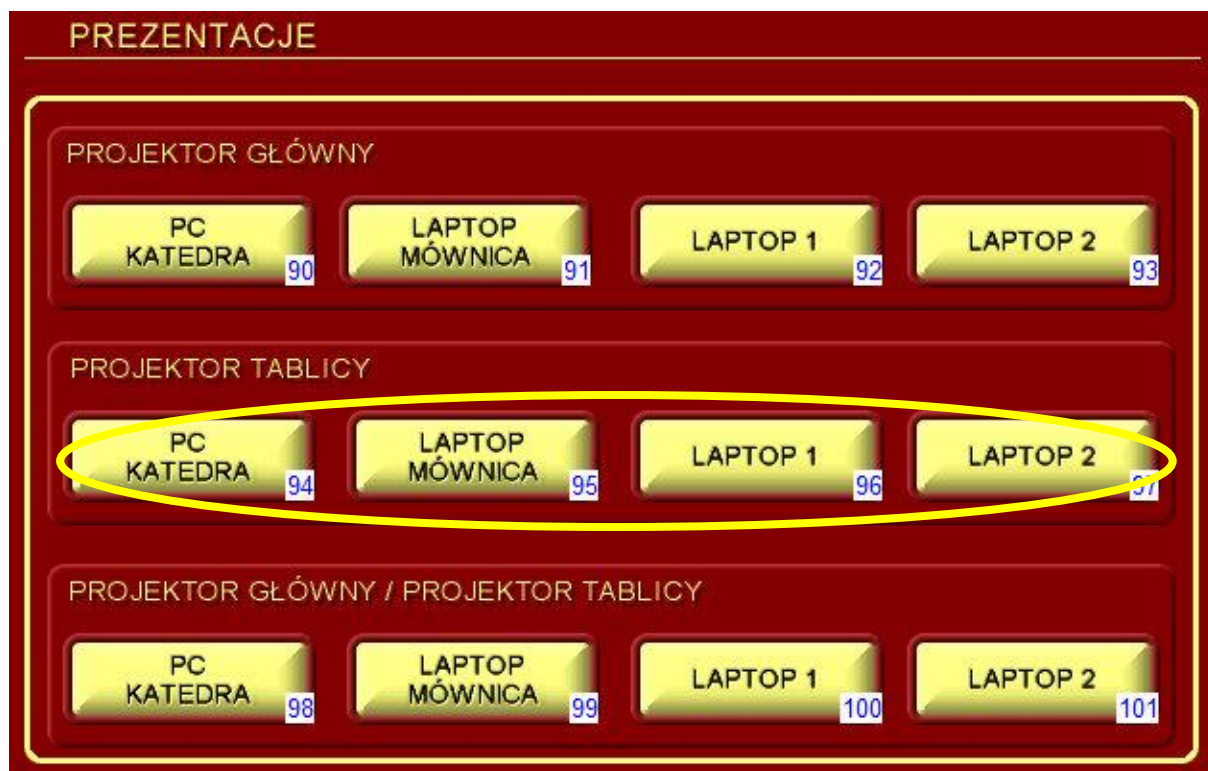 PREZENTACJE
PROJEKTOR GŁÓWNY
PC
KATEDRA
90
LAPTOP
MÓWNICA
91
LAPTOP 1
92
LAPTOP 2
93
PROJEKTOR TABLICY
PC
KATEDRA
94
LAPTOP
MÓWNICA
95
LAPTOP 1
96
LAPTOP 2
97
PROJEKTOR GŁÓWNY / PROJEKTOR TABLICY
PC
KATEDRA
98
LAPTOP
MÓWNICA
99
LAPTOP 1
100
LAPTOP 2
101